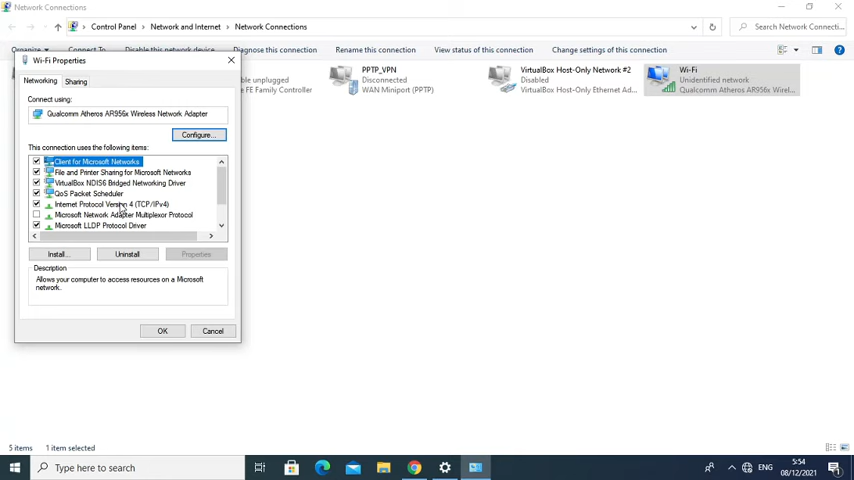 Network Connections
Control Panel > Network and Internet > Network Connections
Search Network Connecti...
Organize Connect To Disable this network device Diagnose this connection Rename this connection View status of this connection Change settings of this connection
Wi-Fi Properties
Networking Sharing
Connect using:
Qualcomm Atheros AR956x Wireless Network Adapter
Configure...
This connection uses the following items:
Client for Microsoft Networks
File and Printer Sharing for Microsoft Networks
VirtualBox NDIS6 Bridged Networking Driver
QoS Packet Scheduler
Internet Protocol Version 4 (TCP/IPv4)
Microsoft Network Adapter Multiplexor Protocol
Microsoft LLDP Protocol Driver
Install... Uninstall Properties
Description
Allows your computer to access resources on a Microsoft
network.
OK Cancel
ble unplugged
e FE Family Controller
PPTP_VPN
Disconnected
WAN Miniport (PPTP)
VirtualBox Host-Only Network #2
Disabled
VirtualBox Host-Only Ethernet Ad...
Wi-Fi
Unidentified network
Qualcomm Atheros AR956x Wirel...
5 items 1 item selected
Type here to search
ENG
5:54
08/12/2021